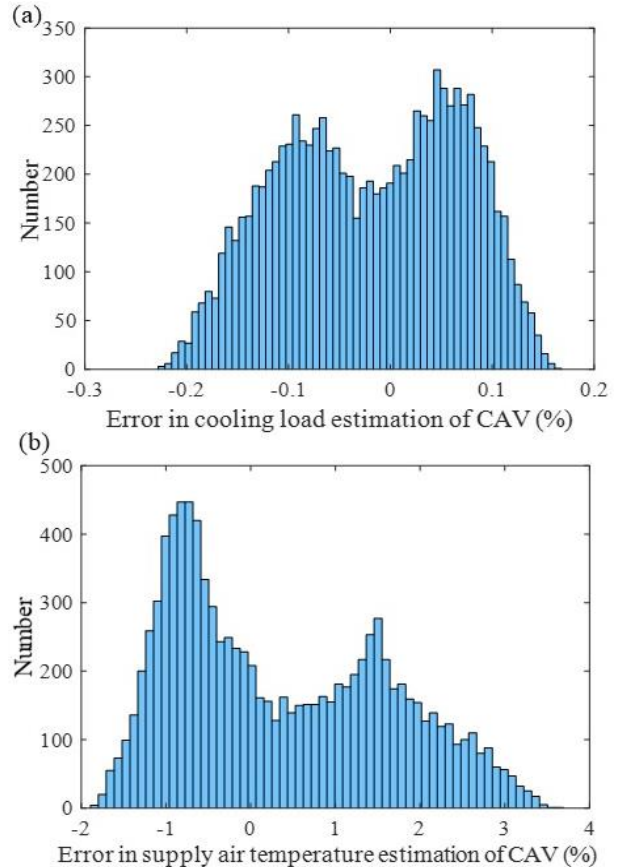 (a)
350
300
250
200
150
100
50
0
Number
-0.3 -0.2 -0.1 0 0.1 0.2
Error in cooling load estimation of CAV (%)
(b)
500
400
300
200
100
0
Number
-2 -1 0 1 2 3 4
Error in supply air temperature estimation of CAV (%)